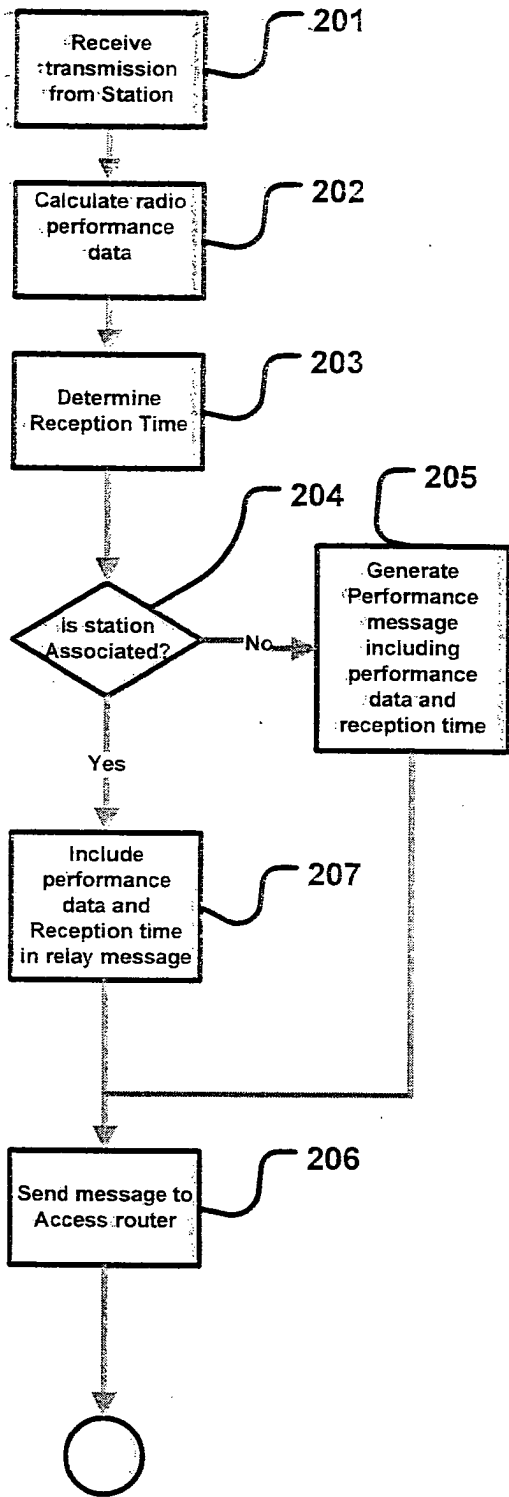 Receive
transmission
from Station
201
Calculate radio
performance
data
202
Determine
Reception Time
203
is station
Associated?
204
No
Generate
Performance
message
including
performance
data and
reception time
205
Yes
Include
performance
data and
Reception time
in relay message
207
Send message to
Access router
206